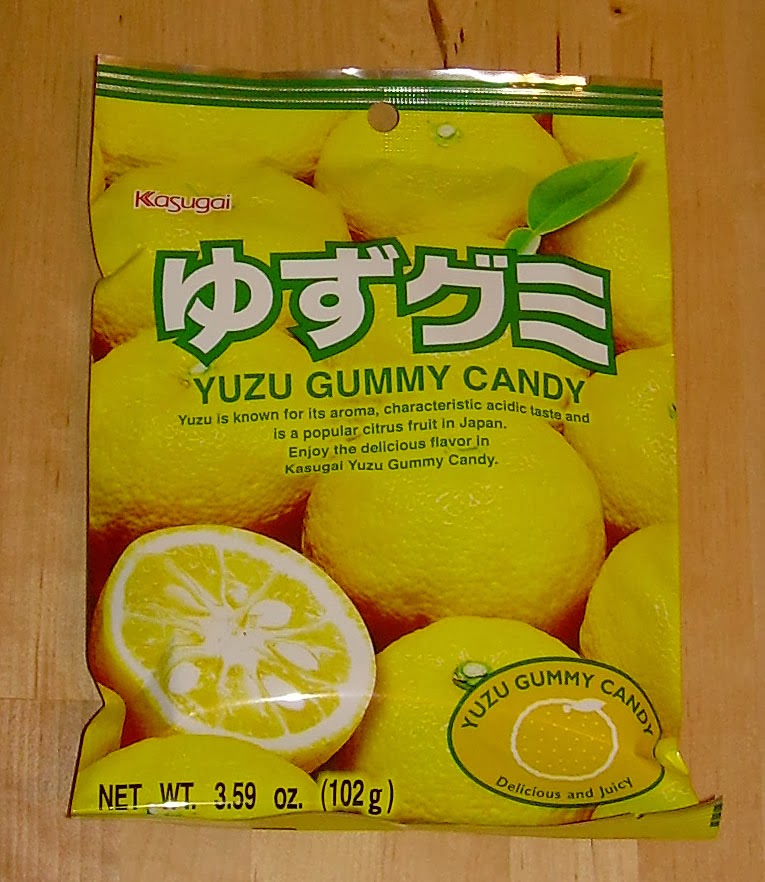 Kasugai
ゆずグミ
YUZU GUMMY CANDY
Yuzu is known for its aroma, characteristic acidic taste and
is a popular citrus fruit in Japan.
Enjoy the delicious flavor in
Kasugai Yuzu Gummy Candy.
YUZU GUMMY CANDY
Delicious and Juicy
NET WT. 3.59 oz. (102g)